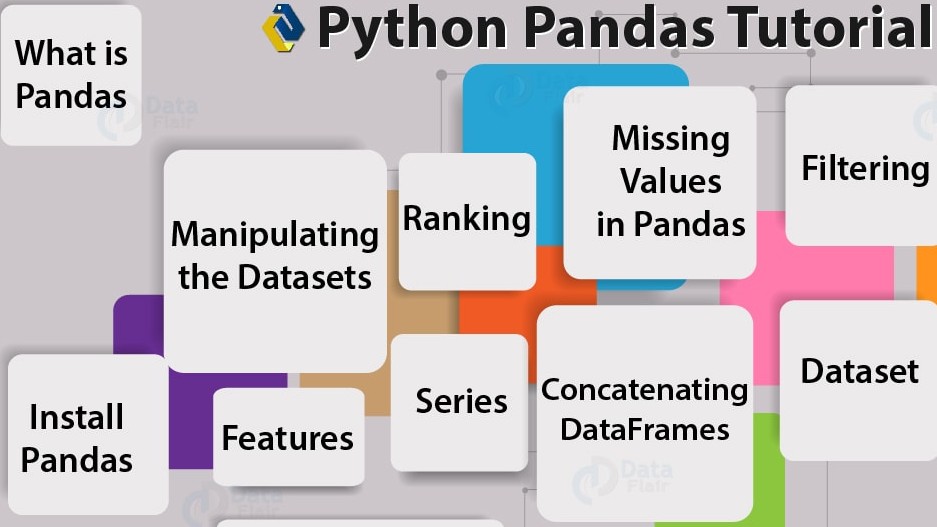 Python Pandas Tutorial
What is
Pandas
Missing
Values
in Pandas
Filtering
Manipulating
the Datasets
Ranking
Install
Pandas
Features
Series
Concatenating
DataFrames
Dataset
Data
Flair
Data
Flair
Data
Flair